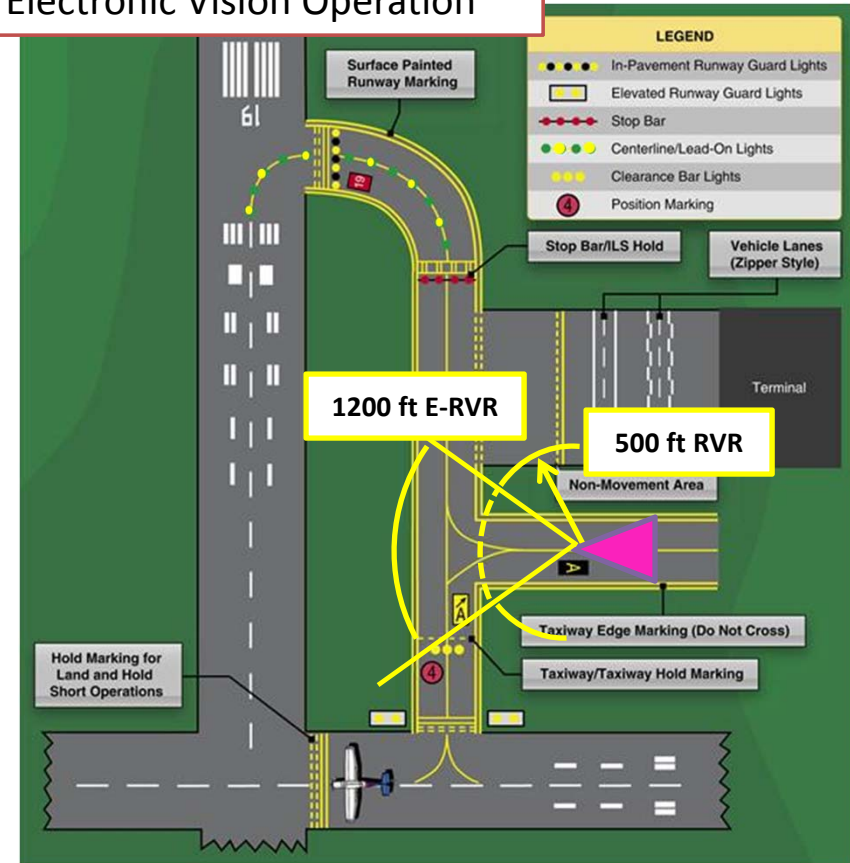 Electronic Vision Operation
LEGEND
In-Pavement Runway Guard Lights
Elevated Runway Guard Lights
Stop Bar
Centerline/Lead-On Lights
Clearance Bar Lights
4
Position Marking
Surface Painted
Runway Marking
19
19
Stop Bar/ILS Hold
Vehicle Lanes
(Zipper Style)
Terminal
1200 ft E-RVR
500 ft RVR
Non-Movement Area
A
A
Taxiway Edge Marking (Do Not Cross)
Hold Marking for
Land and Hold
Short Operations
4
Taxiway/Taxiway Hold Marking